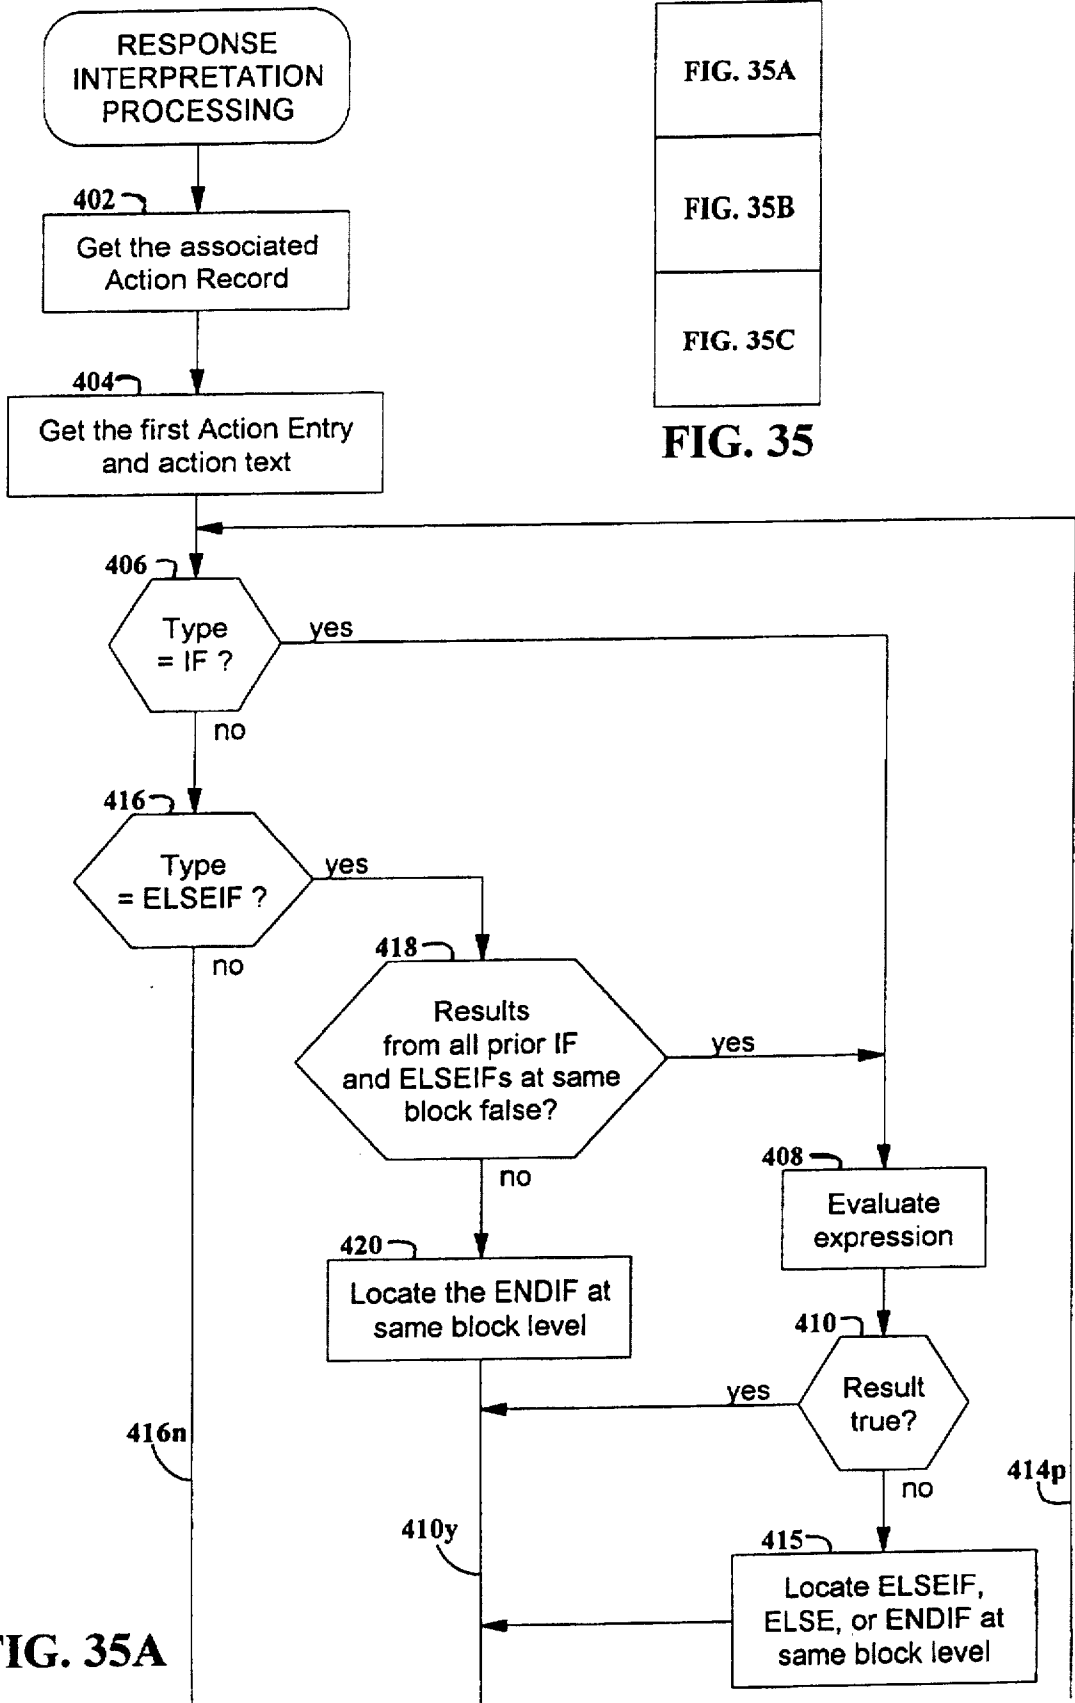 RESPONSE
INTERPRETATION
PROCESSING
FIG. 35A
FIG. 35B
FIG. 35C
FIG. 35
402
Get the associated
Action Record
404
Get the first Action Entry
and action text
406
Type
= IF ?
yes
no
416
Type
= ELSEIF ?
yes
no
418
Results
from all prior IF
and ELSEIFs at same
block false?
yes
no
408
Evaluate
expression
420
Locate the ENDIF at
same block level
410
Result
true?
yes
no
416n
410y
414p
415
Locate ELSEIF,
ELSE, or ENDIF at
same block level
FIG. 35A